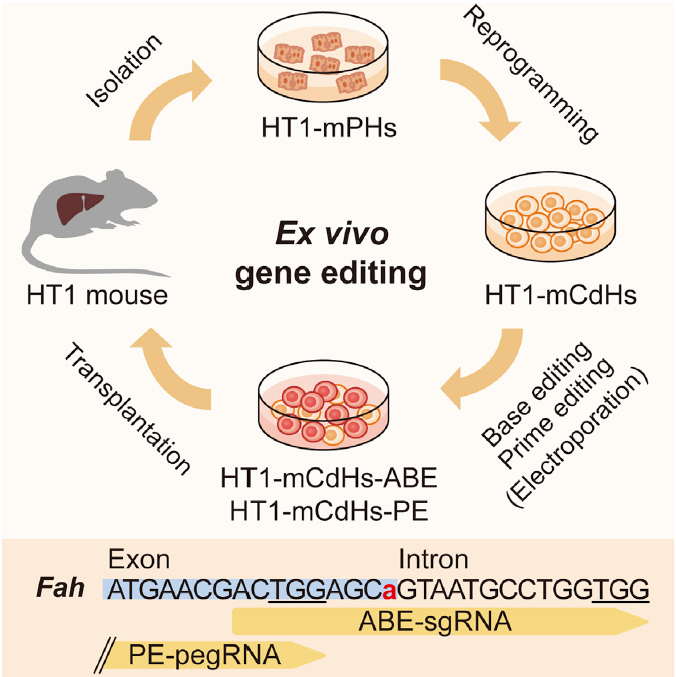 Isolation
HT1-mPHs
Reprogramming
HT1 mouse
Ex vivo
gene editing
HT1-mCdHs
Transplantation
HT1-mCdHs-ABE
HT1-mCdHs-PE
Base editing
Prime editing
(Electroporation)
Exon Intron
Fah ATGAACGACTGGAGCaGTAATGCCTGGTGG
ABE-sgRNA
PE-pegRNA